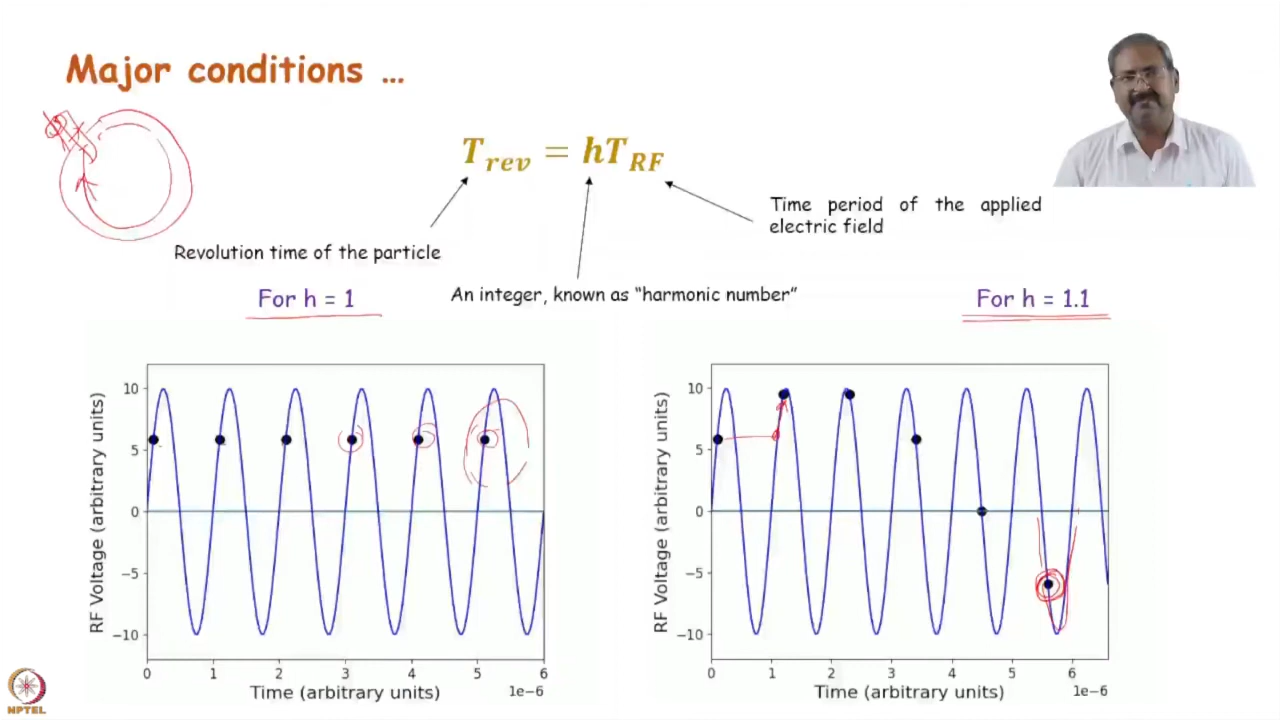 Major conditions ...
T_rev = hT_RF
Time period of the applied
electric field
Revolution time of the particle
An integer, known as “harmonic number”
For h = 1
For h = 1.1
10
5
0
−5
−10
RF Voltage (arbitrary units)
0 1 2 3 4 5 6
1e-6
Time (arbitrary units)
10
5
0
−5
−10
RF Voltage (arbitrary units)
0 1 2 3 4 5 6
1e-6
Time (arbitrary units)
NPTEL